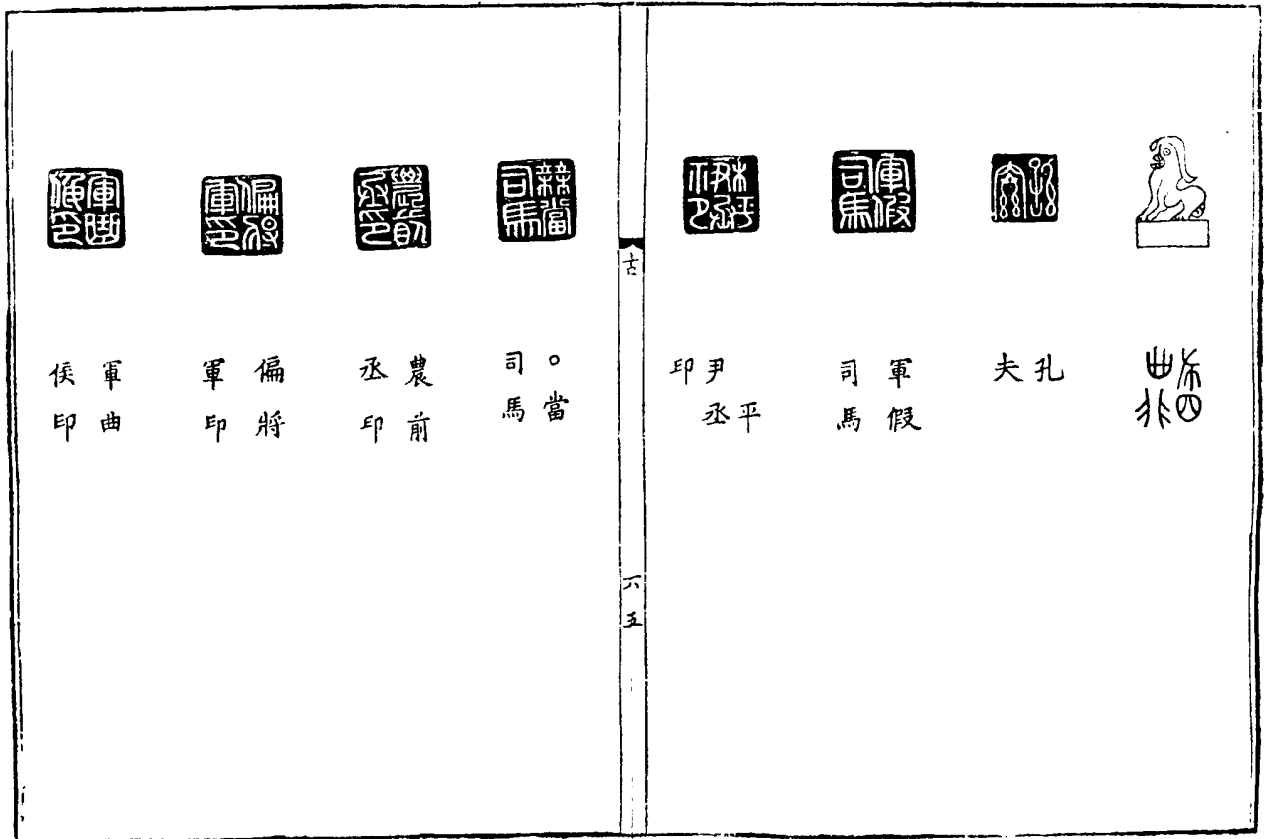 孔
夫
軍假
司馬
平
尹丞
印
古
六五
○當
司馬
農前
丞印
偏將
軍印
軍曲
侯印